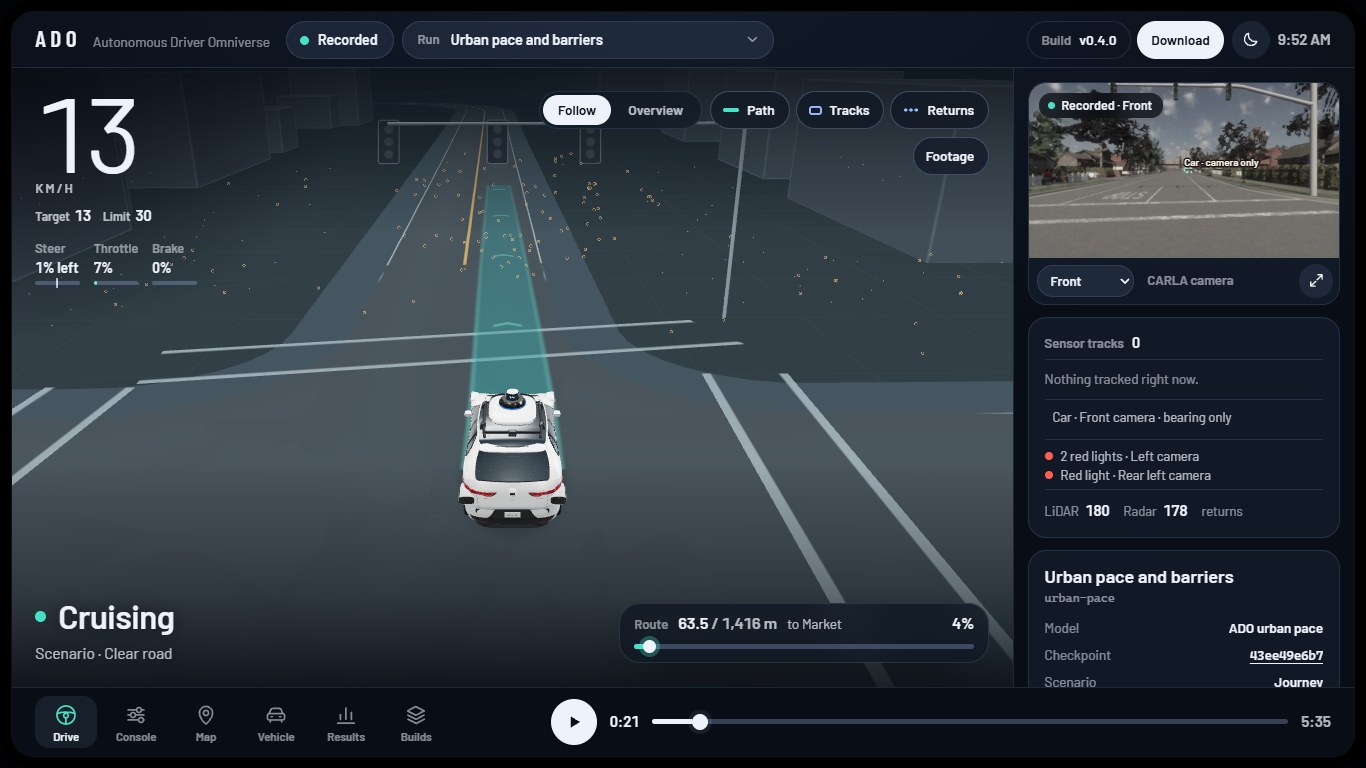 ADO Autonomous Driver Omniverse
Recorded
Run Urban pace and barriers
Build v0.4.0
Download
9:52 AM
13
KM/H
Target 13 Limit 30
Steer Throttle Brake
1% left 7% 0%
Follow Overview
Path
Tracks
Returns
Footage
Cruising
Scenario · Clear road
Route 63.5 / 1,416 m to Market 4%
Recorded · Front
Car · camera only
Front
CARLA camera
Sensor tracks 0
Nothing tracked right now.
Car · Front camera · bearing only
2 red lights · Left camera
Red light · Rear left camera
LiDAR 180 Radar 178 returns
Urban pace and barriers
urban-pace
Model ADO urban pace
Checkpoint 43ee49e6b7
Scenario Journey
Drive
Console
Map
Vehicle
Results
Builds
0:21
5:35